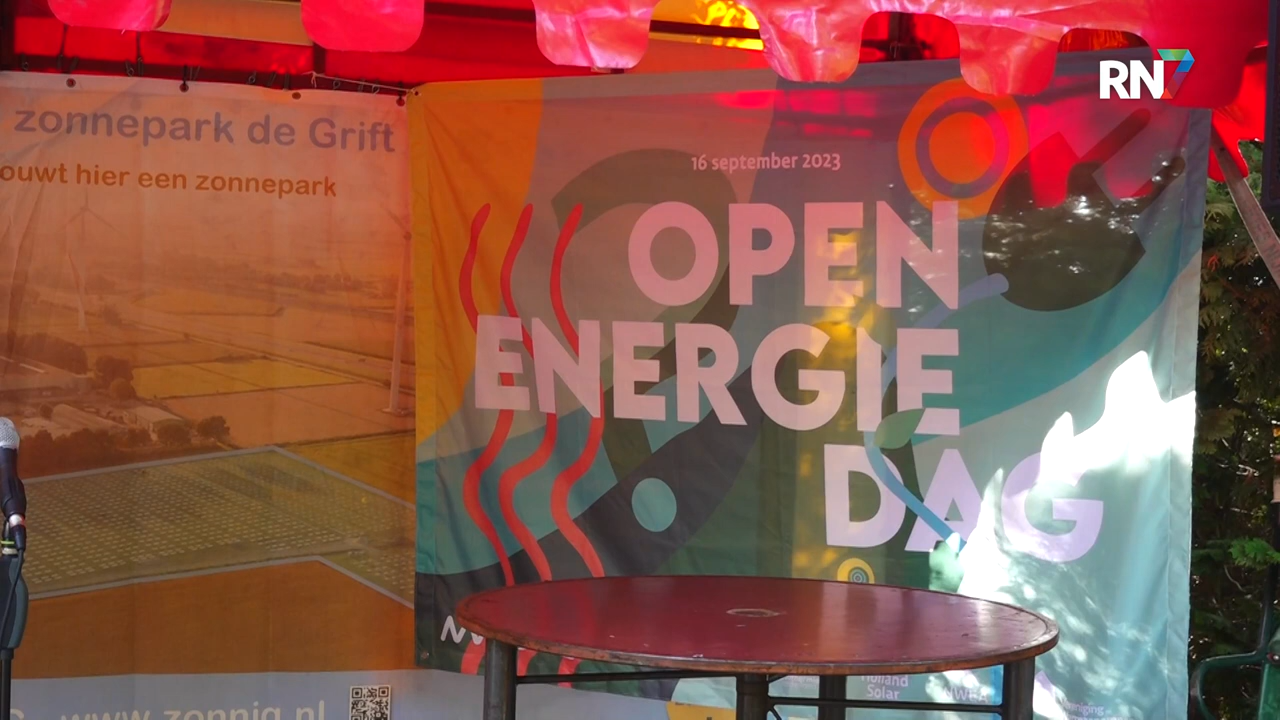 RN7
zonnepark de Grift
ouwt hier een zonnepark
16 september 2023
OPEN
ENERGIE
DAG
Holland
Solar
NWEA
www.zonnig.nl